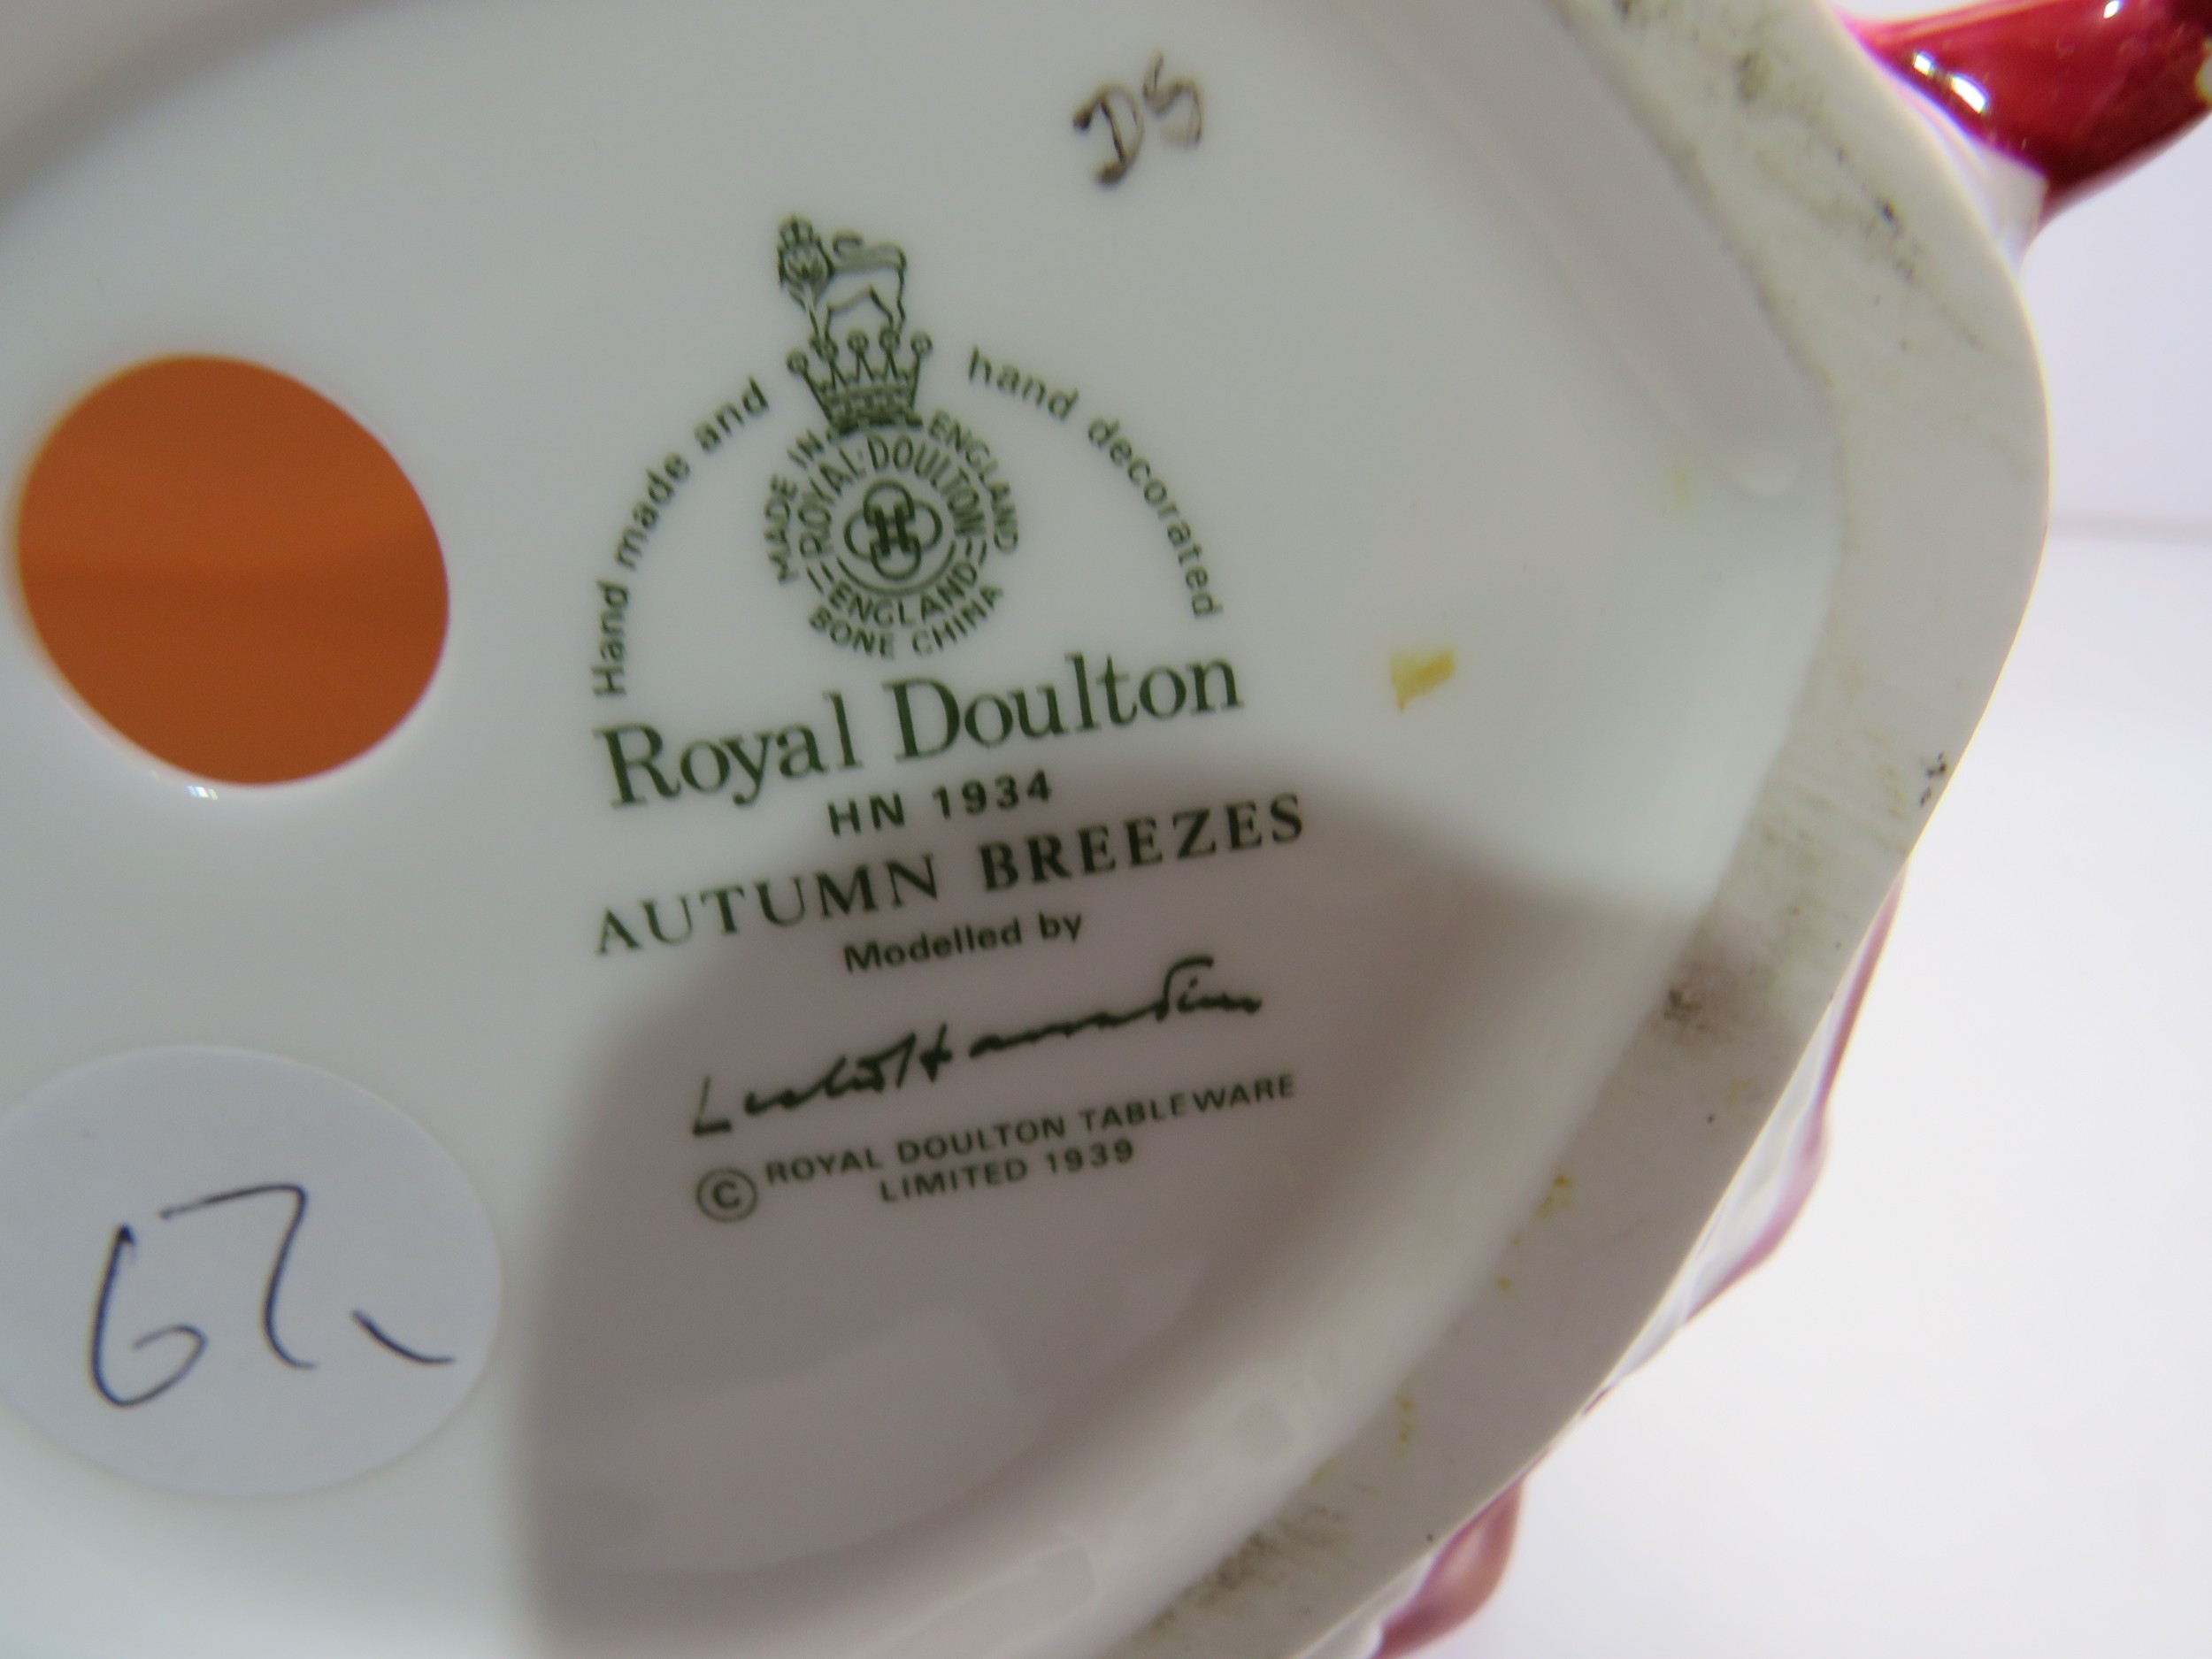 DS
Hand made and hand decorated
MADE IN ENGLAND
ROYAL·DOULTON
ENGLAND
BONE CHINA
Royal Doulton
HN 1934
AUTUMN BREEZES
Modelled by
© ROYAL DOULTON TABLEWARE
LIMITED 1939
67